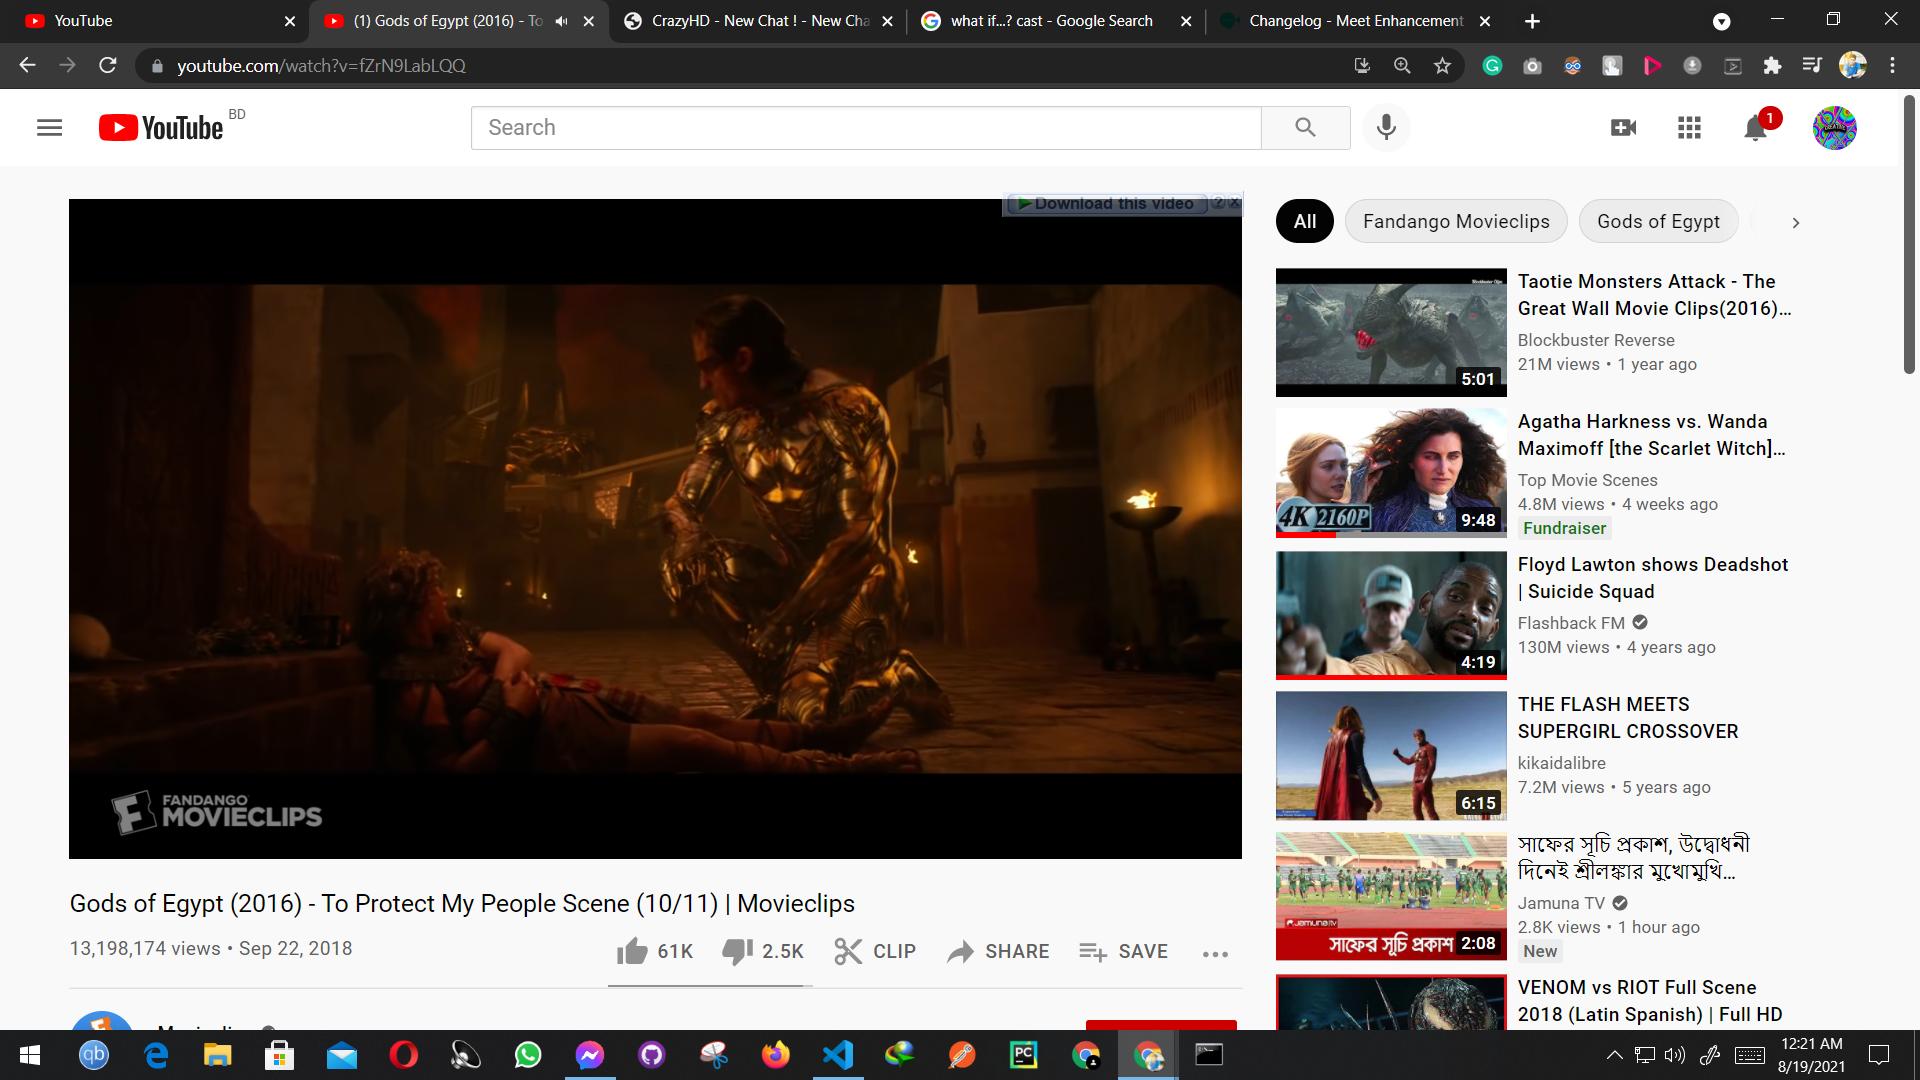 YouTube
(1) Gods of Egypt (2016) - To
CrazyHD - New Chat ! - New Cha
what if...? cast - Google Search
Changelog - Meet Enhancement
youtube.com/watch?v=fZrN9LabLQQ
YouTube BD
Search
1
Download this video ? x
All
Fandango Movieclips
Gods of Egypt
FANDANGO
MOVIECLIPS
Gods of Egypt (2016) - To Protect My People Scene (10/11) | Movieclips
13,198,174 views • Sep 22, 2018
61K
2.5K
CLIP
SHARE
SAVE
Taotie Monsters Attack - The
Great Wall Movie Clips(2016)...
Blockbuster Reverse
21M views • 1 year ago
5:01
Agatha Harkness vs. Wanda
Maximoff [the Scarlet Witch]...
Top Movie Scenes
4.8M views • 4 weeks ago
Fundraiser
4K 2160P
9:48
Floyd Lawton shows Deadshot
| Suicide Squad
Flashback FM
130M views • 4 years ago
4:19
THE FLASH MEETS
SUPERGIRL CROSSOVER
kikaidalibre
7.2M views • 5 years ago
6:15
সাফের সূচি প্রকাশ, উদ্বোধনী
দিনেই শ্রীলঙ্কার মুখোমুখি...
Jamuna TV
2.8K views • 1 hour ago
New
Jamuna TV
সাফের সূচি প্রকাশ
2:08
VENOM vs RIOT Full Scene
2018 (Latin Spanish) | Full HD
qb
PC
12:21 AM
8/19/2021